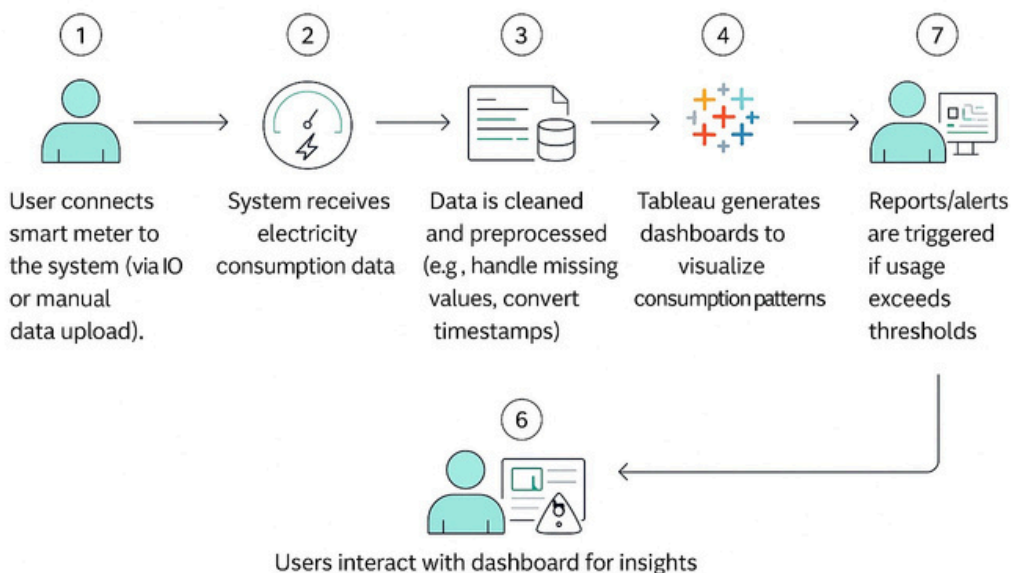 1
2
3
4
7
User connects
smart meter to
the system (via IO
or manual
data upload).
System receives
electricity
consumption data
Data is cleaned
and preprocessed
(e.g, handle missing
values, convert
timestamps)
Tableau generates
dashboards to
visualize
consumption patterns
Reports/alerts
are triggered
if usage
exceeds
thresholds
6
Users interact with dashboard for insights